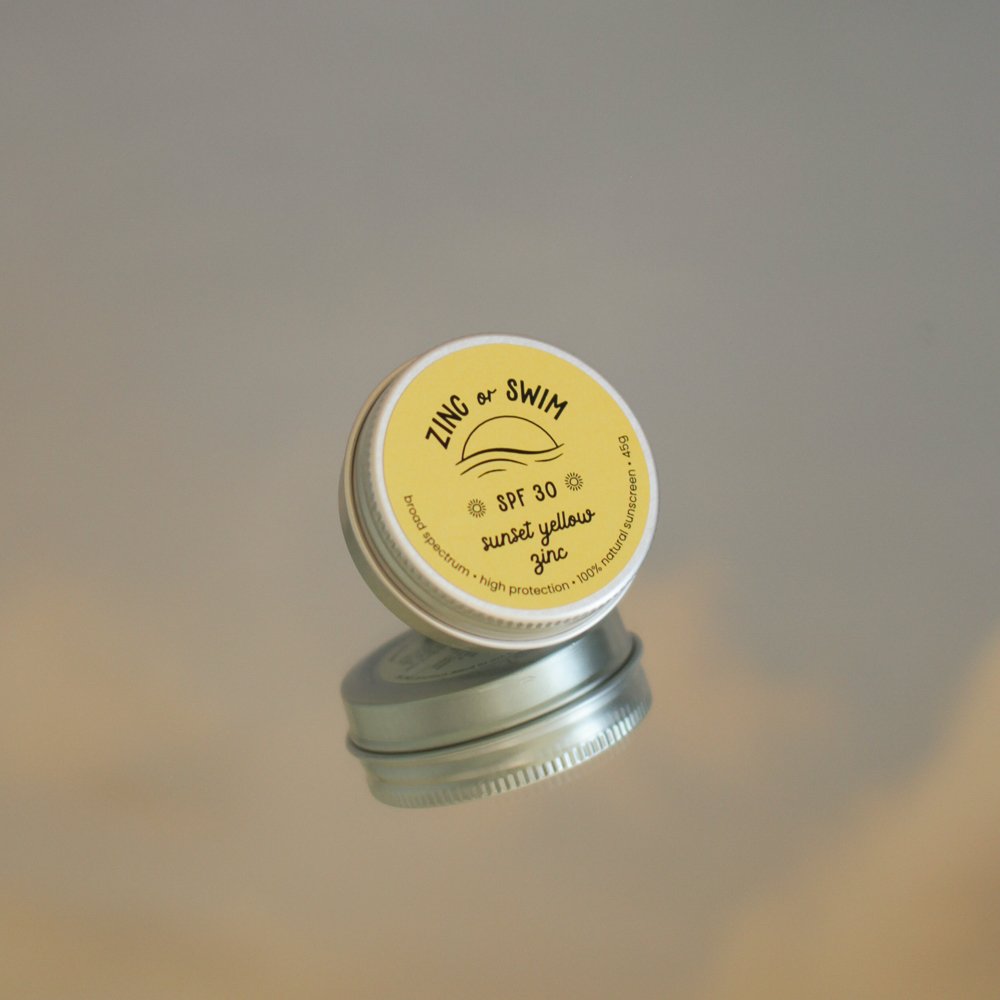 ZINC or SWIM
SPF 30
sunset yellow
zinc
broad spectrum • high protection • 100% natural sunscreen • 45g